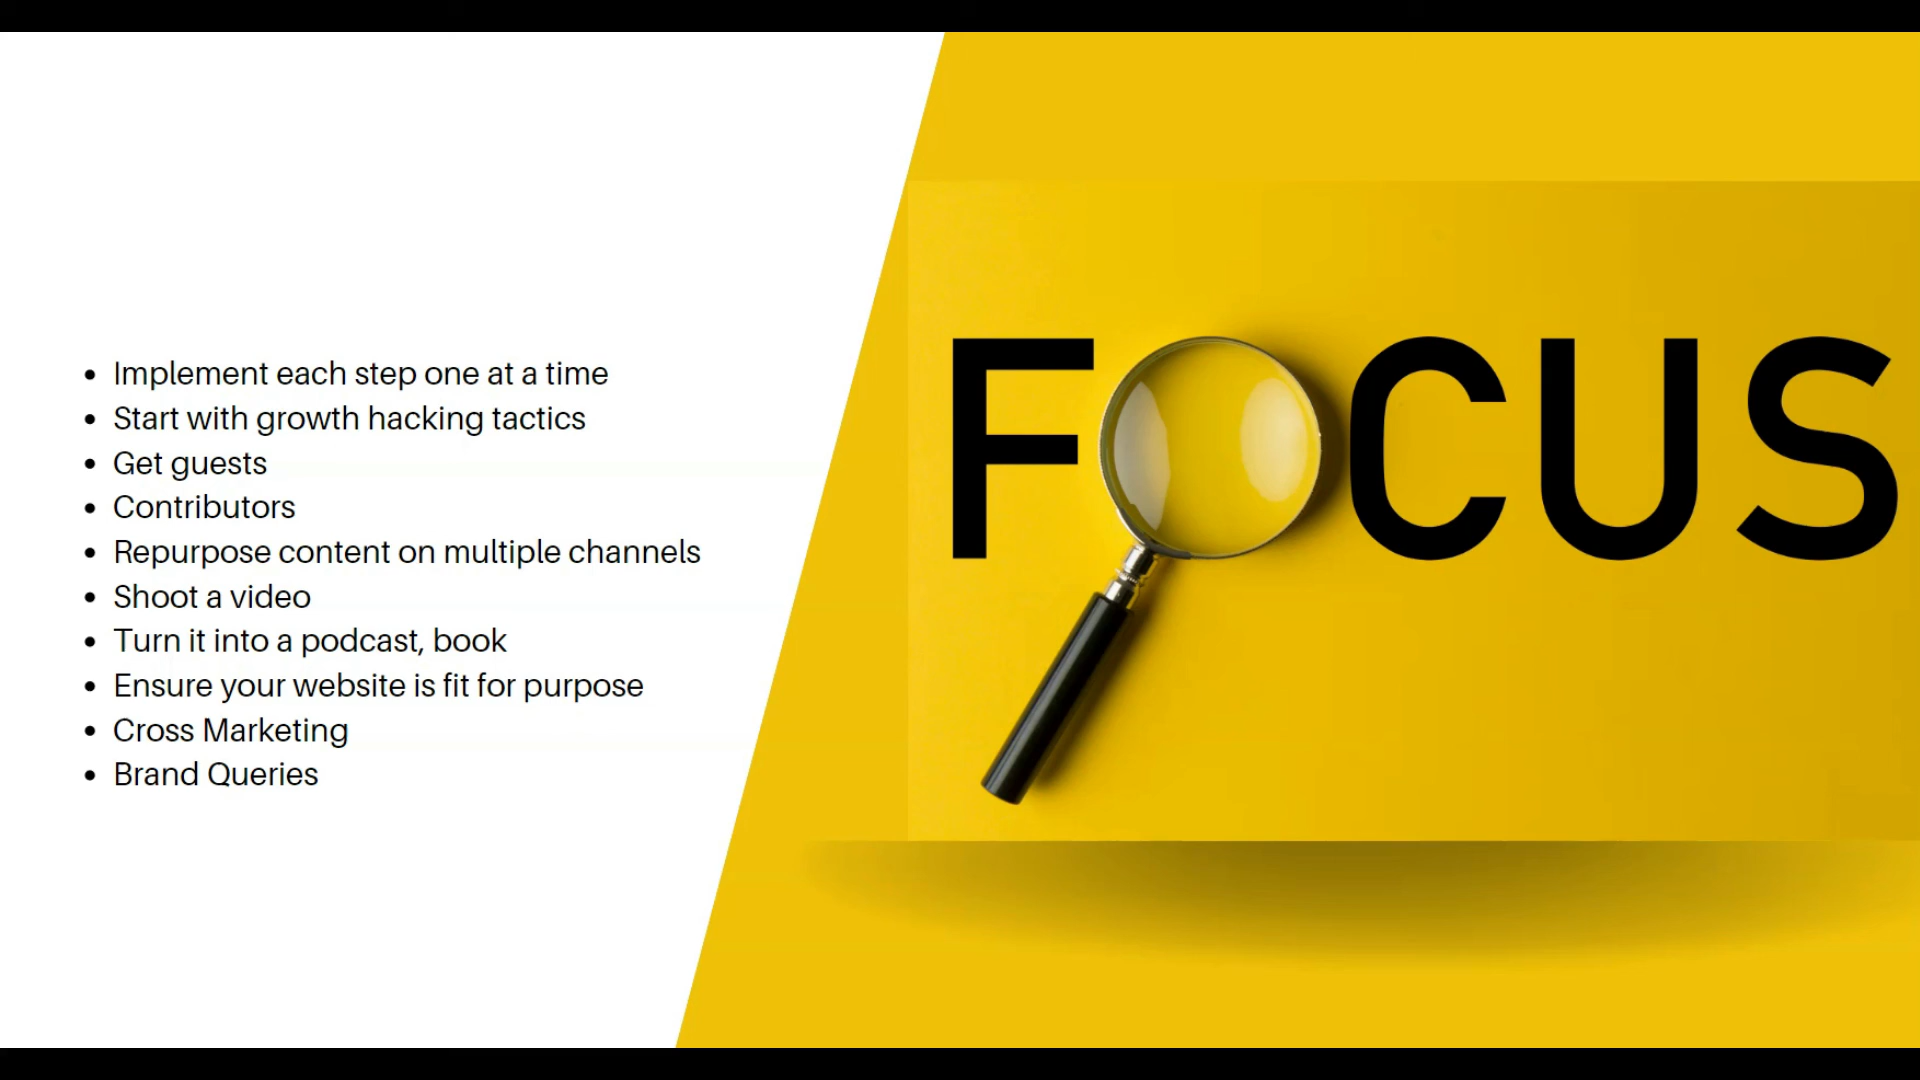 Implement each step one at a time
Start with growth hacking tactics
Get guests
Contributors
Repurpose content on multiple channels
Shoot a video
Turn it into a podcast, book
Ensure your website is fit for purpose
Cross Marketing
Brand Queries
FOCUS